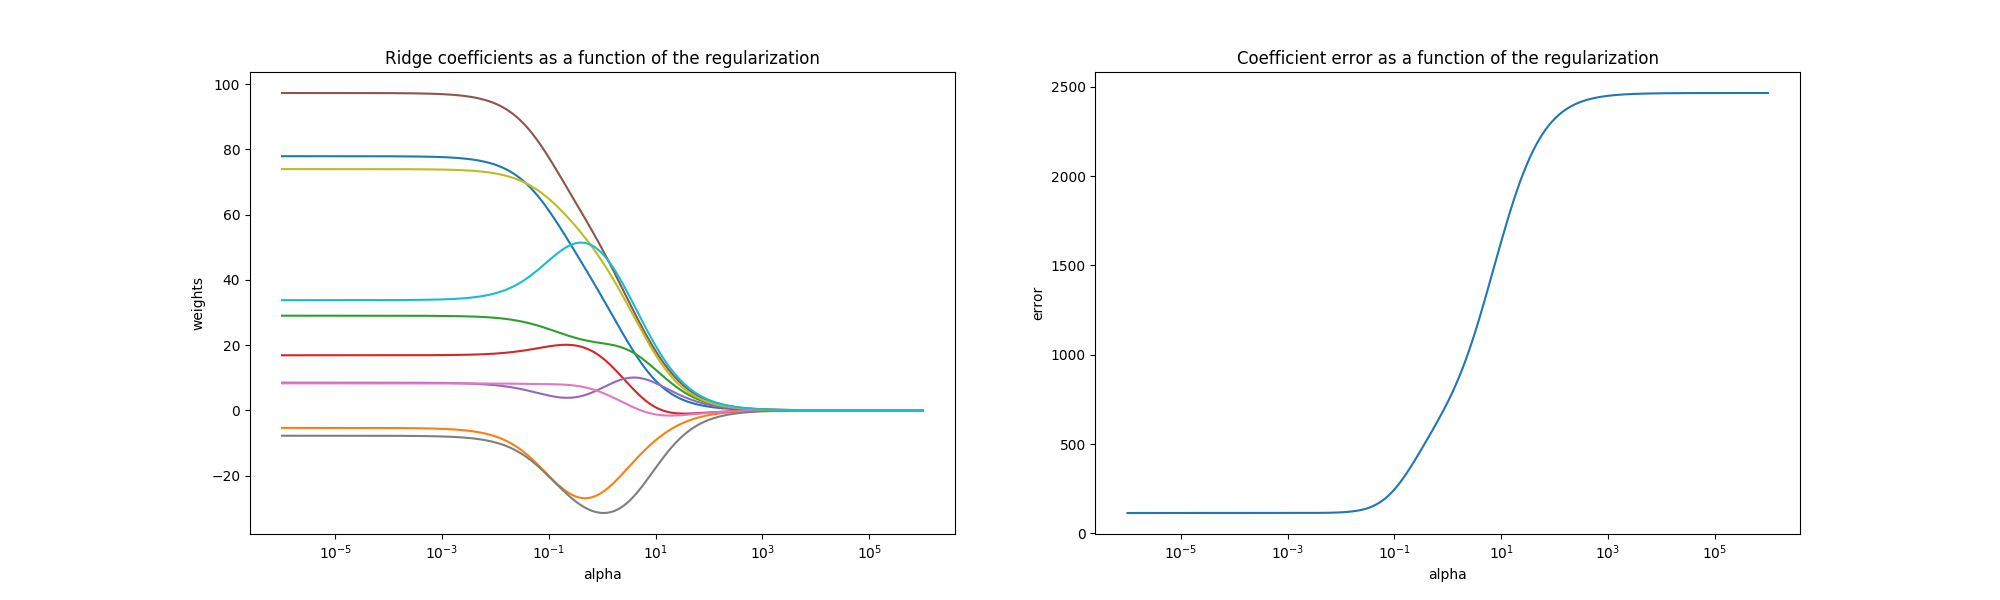 Ridge coefficients as a function of the regularization
100
80
60
40
20
0
−20
weights
10⁻⁵ 10⁻³ 10⁻¹ 10¹ 10³ 10⁵
alpha
Coefficient error as a function of the regularization
2500
2000
1500
1000
500
0
error
10⁻⁵ 10⁻³ 10⁻¹ 10¹ 10³ 10⁵
alpha